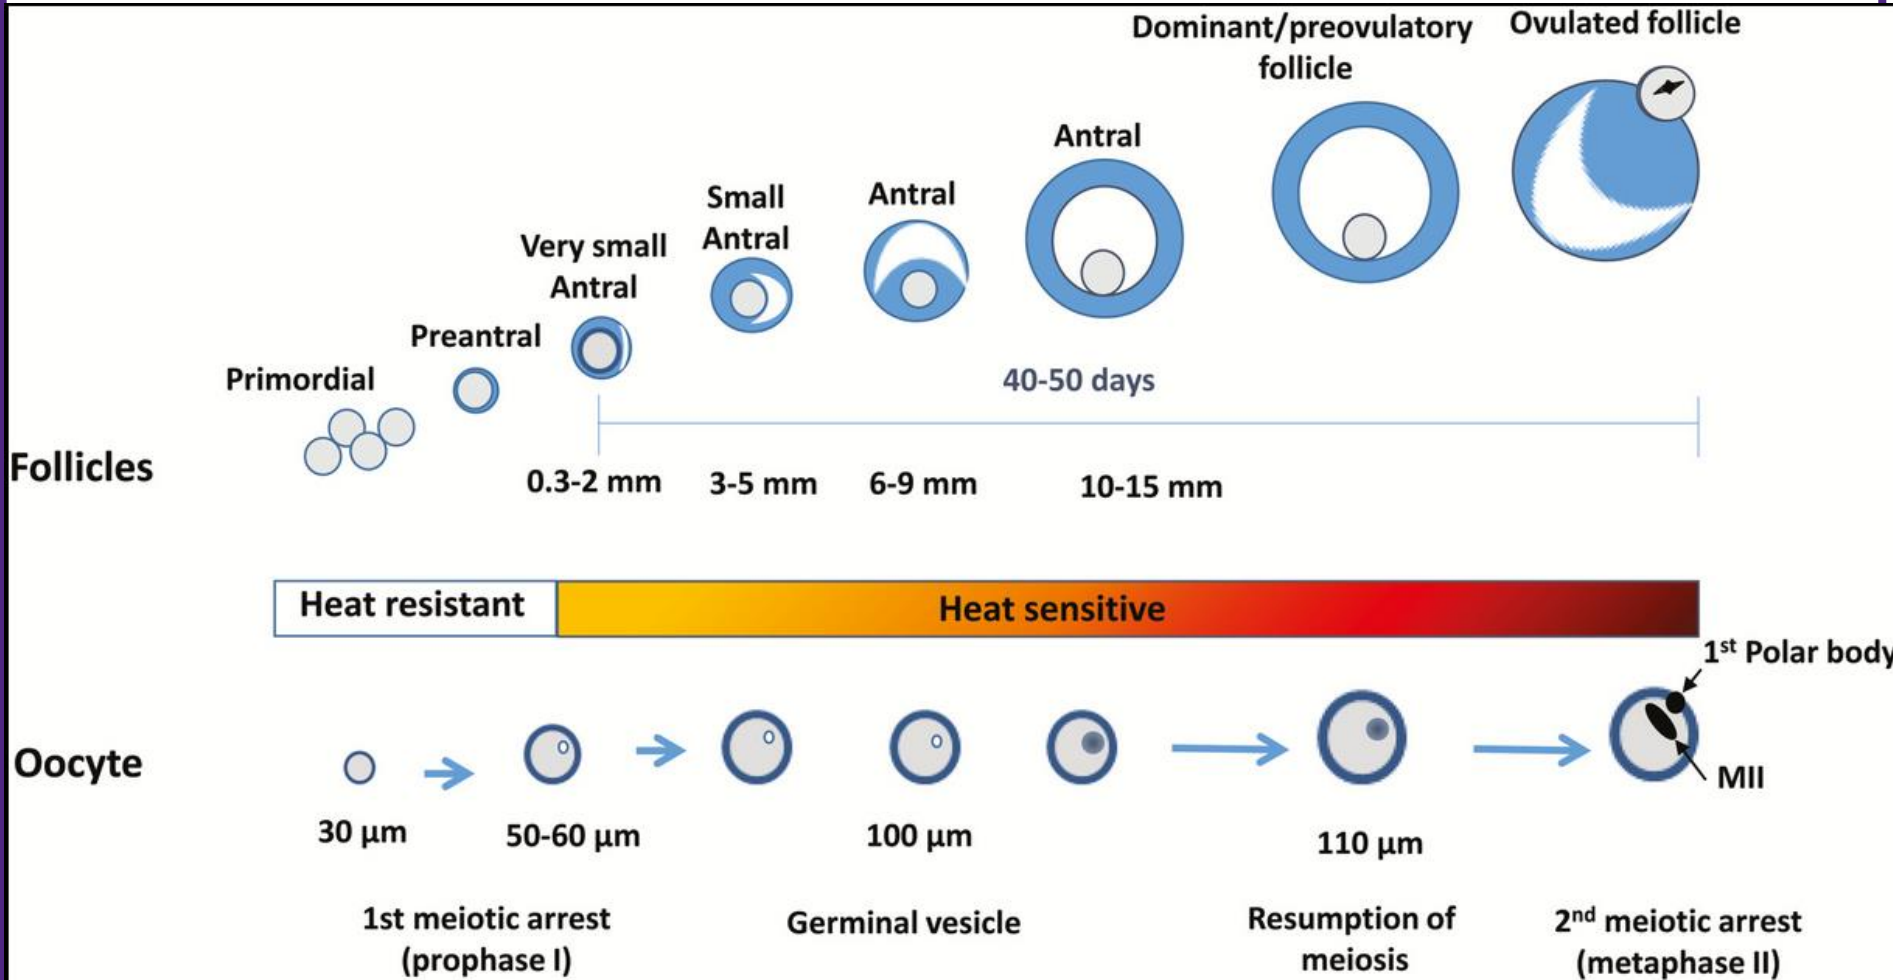 Dominant/preovulatory
follicle
Ovulated follicle
Antral
Small
Antral
Antral
Very small
Antral
Preantral
Primordial
40-50 days
Follicles
0.3-2 mm
3-5 mm
6-9 mm
10-15 mm
Heat resistant
Heat sensitive
1st Polar body
Oocyte
MII
30 µm
50-60 µm
100 µm
110 µm
1st meiotic arrest
(prophase I)
Germinal vesicle
Resumption of
meiosis
2nd meiotic arrest
(metaphase II)